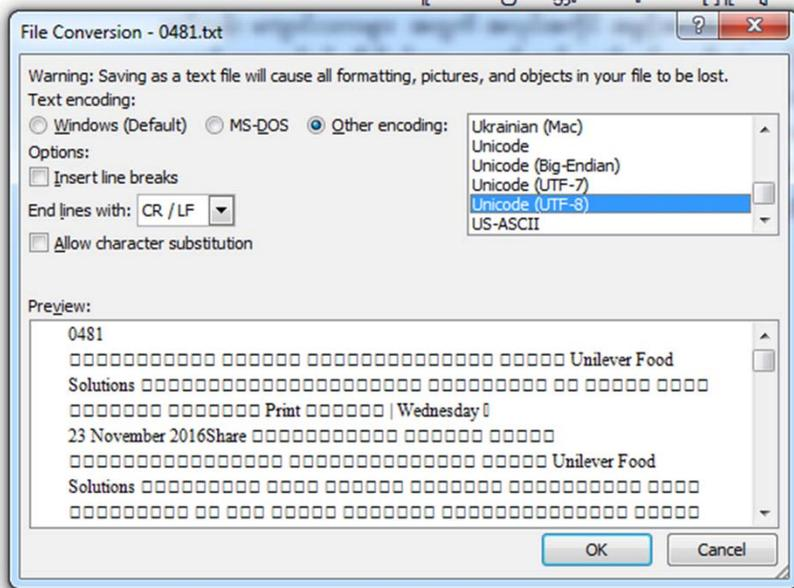 File Conversion - 0481.txt
Warning: Saving as a text file will cause all formatting, pictures, and objects in your file to be lost.
Text encoding:
Windows (Default) MS-DOS Other encoding:
Ukrainian (Mac)
Unicode
Unicode (Big-Endian)
Unicode (UTF-7)
Unicode (UTF-8)
US-ASCII
Options:
Insert line breaks
End lines with: CR / LF
Allow character substitution
Preview:
0481
Unilever Food
Solutions
Print | Wednesday
23 November 2016Share
Unilever Food
Solutions
OK Cancel